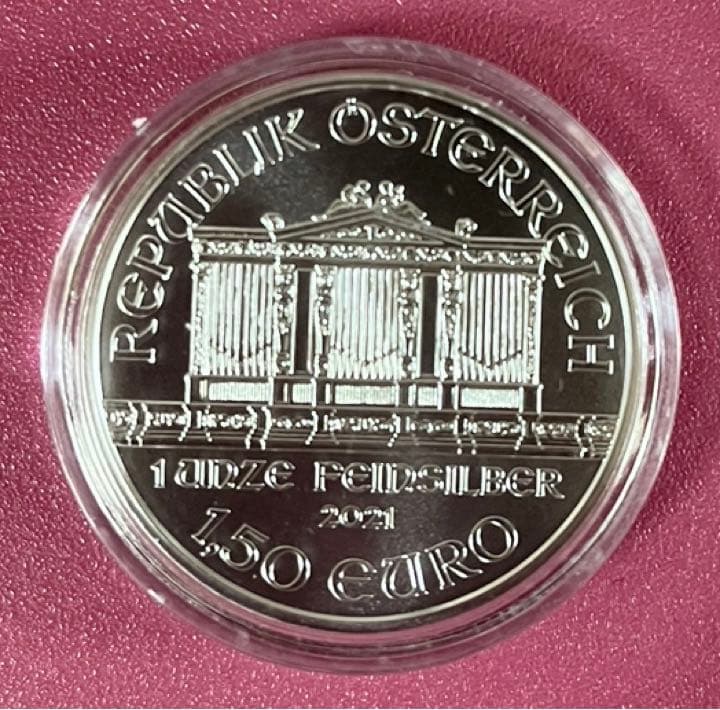 REPUBLIK ÖSTERREICH
1 UNZE FEINSILBER
2021
1,50 EURO